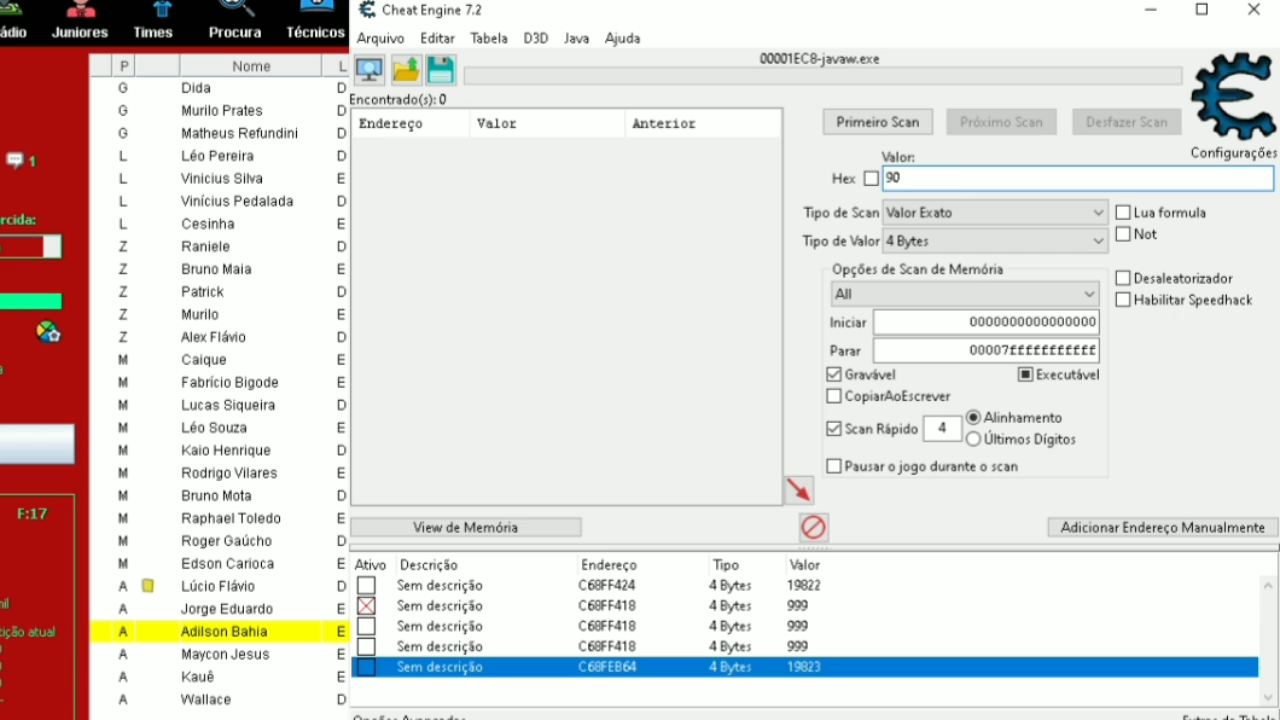 ádio Juniores Times Procura Técnicos
1
rcida:
F:17
ição atual
P Nome L
G Dida D
G Murilo Prates D
G Matheus Refundini D
L Léo Pereira D
L Vinicius Silva E
L Vinícius Pedalada D
L Cesinha E
Z Raniele D
Z Bruno Maia E
Z Patrick D
Z Murilo E
Z Alex Flávio D
M Caique E
M Fabrício Bigode E
M Lucas Siqueira D
M Léo Souza E
M Kaio Henrique D
M Rodrigo Vilares E
M Bruno Mota D
M Raphael Toledo E
M Roger Gaúcho D
M Edson Carioca E
A Lúcio Flávio D
A Jorge Eduardo E
A Adilson Bahia E
A Maycon Jesus E
A Kauê E
A Wallace D
Cheat Engine 7.2
Arquivo Editar Tabela D3D Java Ajuda
00001EC8-javaw.exe
Encontrado(s): 0
Endereço Valor Anterior
Primeiro Scan Próximo Scan Desfazer Scan
Configurações
Valor:
Hex 90
Tipo de Scan Valor Exato Lua formula
Tipo de Valor 4 Bytes Not
Opções de Scan de Memória
All
Desaleatorizador
Habilitar Speedhack
Iniciar 0000000000000000
Parar 00007fffffffffff
Gravável Executável
CopiarAoEscrever
Scan Rápido 4 Alinhamento
Últimos Dígitos
Pausar o jogo durante o scan
View de Memória Adicionar Endereço Manualmente
Ativo Descrição Endereço Tipo Valor
Sem descrição C68FF424 4 Bytes 19822
Sem descrição C68FF418 4 Bytes 999
Sem descrição C68FF418 4 Bytes 999
Sem descrição C68FF418 4 Bytes 999
Sem descrição C68FEB64 4 Bytes 19823
Opções Avançadas Extras da Tabela